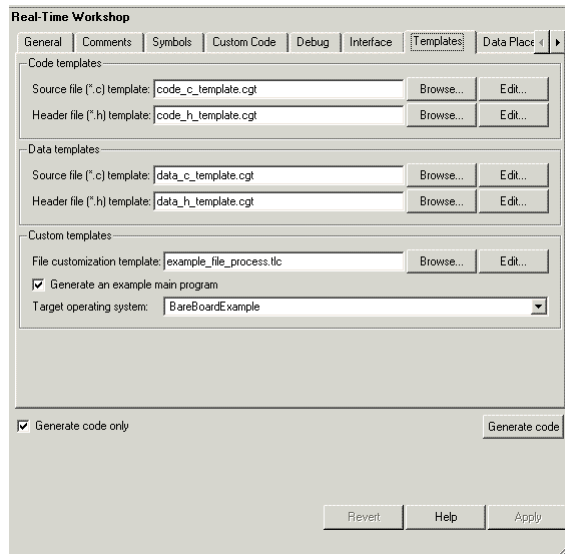 Real-Time Workshop
General Comments Symbols Custom Code Debug Interface Templates Data Place
Code templates
Source file (*.c) template: code_c_template.cgt Browse... Edit...
Header file (*.h) template: code_h_template.cgt Browse... Edit...
Data templates
Source file (*.c) template: data_c_template.cgt Browse... Edit...
Header file (*.h) template: data_h_template.cgt Browse... Edit...
Custom templates
File customization template: example_file_process.tlc Browse... Edit...
Generate an example main program
Target operating system: BareBoardExample
Generate code only Generate code
Revert Help Apply